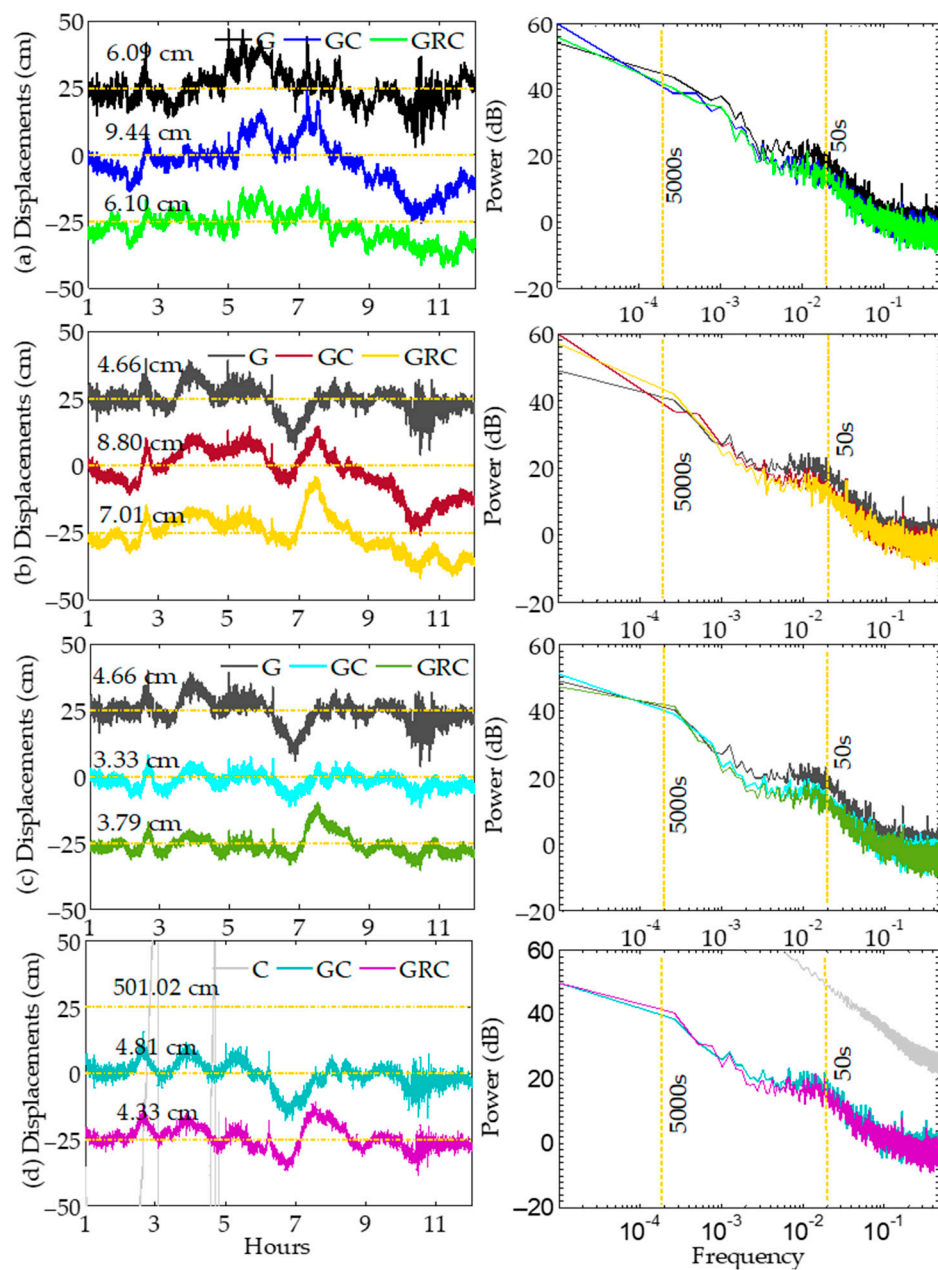 (a) Displacements (cm)
50
25
0
−25
−50
6.09 cm
9.44 cm
6.10 cm
G GC GRC
1 3 5 7 9 11
Power (dB)
60
40
20
0
−20
5000s
50s
10⁻⁴ 10⁻³ 10⁻² 10⁻¹
(b) Displacements (cm)
50
25
0
−25
−50
4.66 cm
8.80 cm
7.01 cm
G GC GRC
1 3 5 7 9 11
Power (dB)
60
40
20
0
−20
5000s
50s
10⁻⁴ 10⁻³ 10⁻² 10⁻¹
(c) Displacements (cm)
50
25
0
−25
−50
4.66 cm
3.33 cm
3.79 cm
G GC GRC
1 3 5 7 9 11
Power (dB)
60
40
20
0
−20
5000s
50s
10⁻⁴ 10⁻³ 10⁻² 10⁻¹
(d) Displacements (cm)
50
25
0
−25
−50
501.02 cm
4.81 cm
4.33 cm
C GC GRC
1 3 5 7 9 11
Hours
Power (dB)
60
40
20
0
−20
5000s
50s
10⁻⁴ 10⁻³ 10⁻² 10⁻¹
Frequency